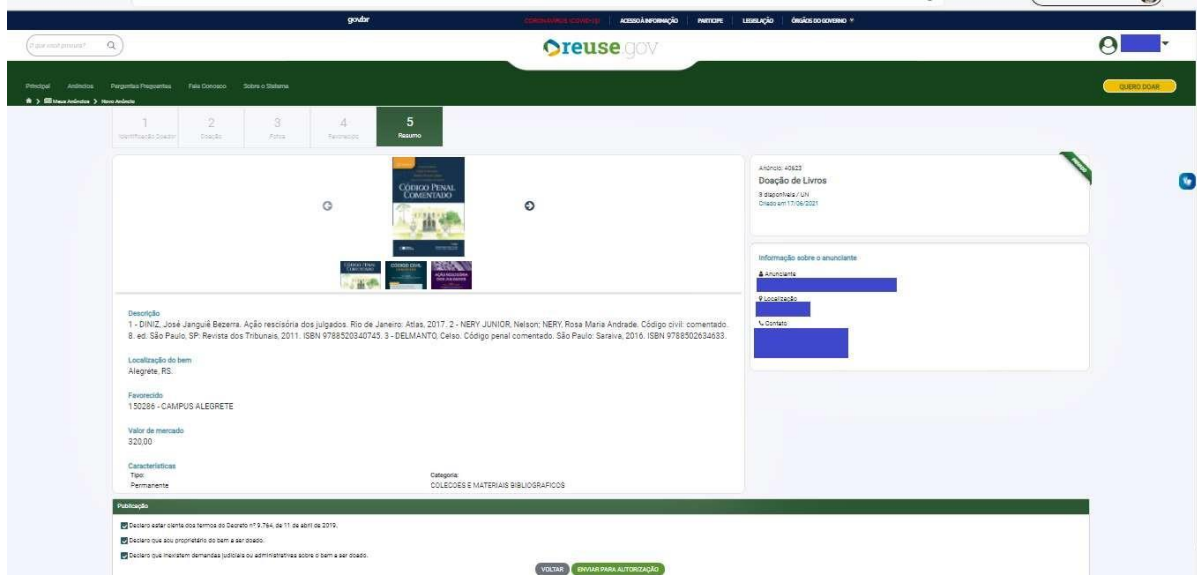 govbr
CORONAVÍRUS (COVID-19) ACESSO À INFORMAÇÃO PARTICIPE LEGISLAÇÃO ÓRGÃOS DO GOVERNO
O que você procura?
reuse.gov
Principal Anúncios Perguntas Frequentes Fale Conosco Sobre o Sistema
QUERO DOAR
Meus Anúncios > Novo Anúncio
1 2 3 4 5
Identificação Doador Doação Fotos Favorecido Resumo
CÓDIGO PENAL
COMENTADO
Anúncio: 40623
Doação de Livros
3 disponíveis / UN
Criado em 17/06/2021
Informação sobre o anunciante
Anunciante
Localização
Contato
Descrição
1 - DINIZ, José Janguiê Bezerra. Ação rescisória dos julgados. Rio de Janeiro: Atlas, 2017. 2 - NERY JUNIOR, Nelson; NERY, Rosa Maria Andrade. Código civil: comentado.
8. ed. São Paulo, SP: Revista dos Tribunais, 2011. ISBN 9788520340745. 3 - DELMANTO, Celso. Código penal comentado. São Paulo: Saraiva, 2016. ISBN 9788502634633.
Localização do bem
Alegrete, RS.
Favorecido
150286 - CAMPUS ALEGRETE
Valor de mercado
320,00
Características
Tipo: Categoria:
Permanente COLECOES E MATERIAIS BIBLIOGRAFICOS
Publicação
Declaro estar ciente dos termos do Decreto nº 9.764, de 11 de abril de 2019.
Declaro que sou proprietário do bem a ser doado.
Declaro que inexistem demandas judiciais ou administrativas sobre o bem a ser doado.
VOLTAR ENVIAR PARA AUTORIZAÇÃO